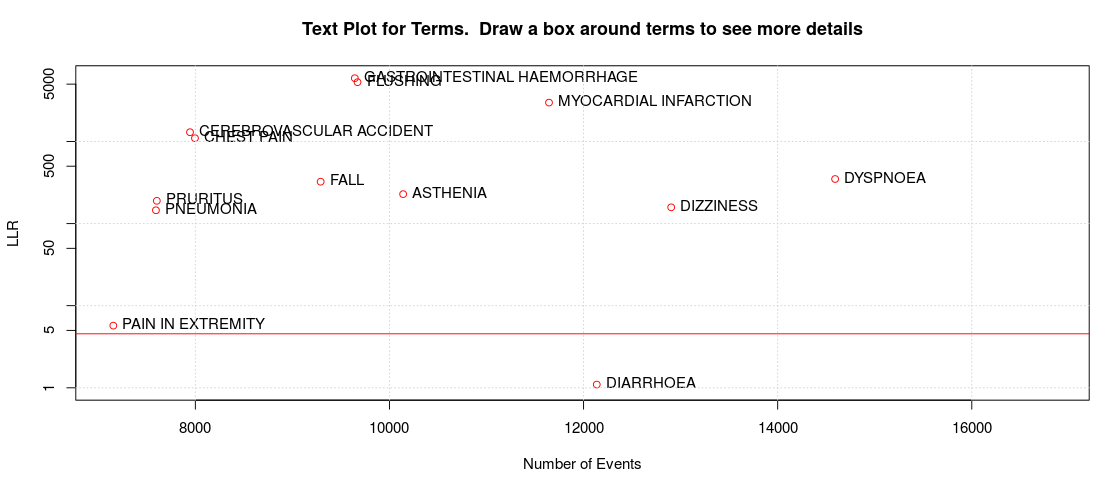 Text Plot for Terms.  Draw a box around terms to see more details
5000
GASTROINTESTINAL HAEMORRHAGE
FLUSHING
MYOCARDIAL INFARCTION
CEREBROVASCULAR ACCIDENT
CHEST PAIN
500
DYSPNOEA
FALL
ASTHENIA
PRURITUS
DIZZINESS
PNEUMONIA
LLR
50
PAIN IN EXTREMITY
5
DIARRHOEA
1
8000 10000 12000 14000 16000
Number of Events